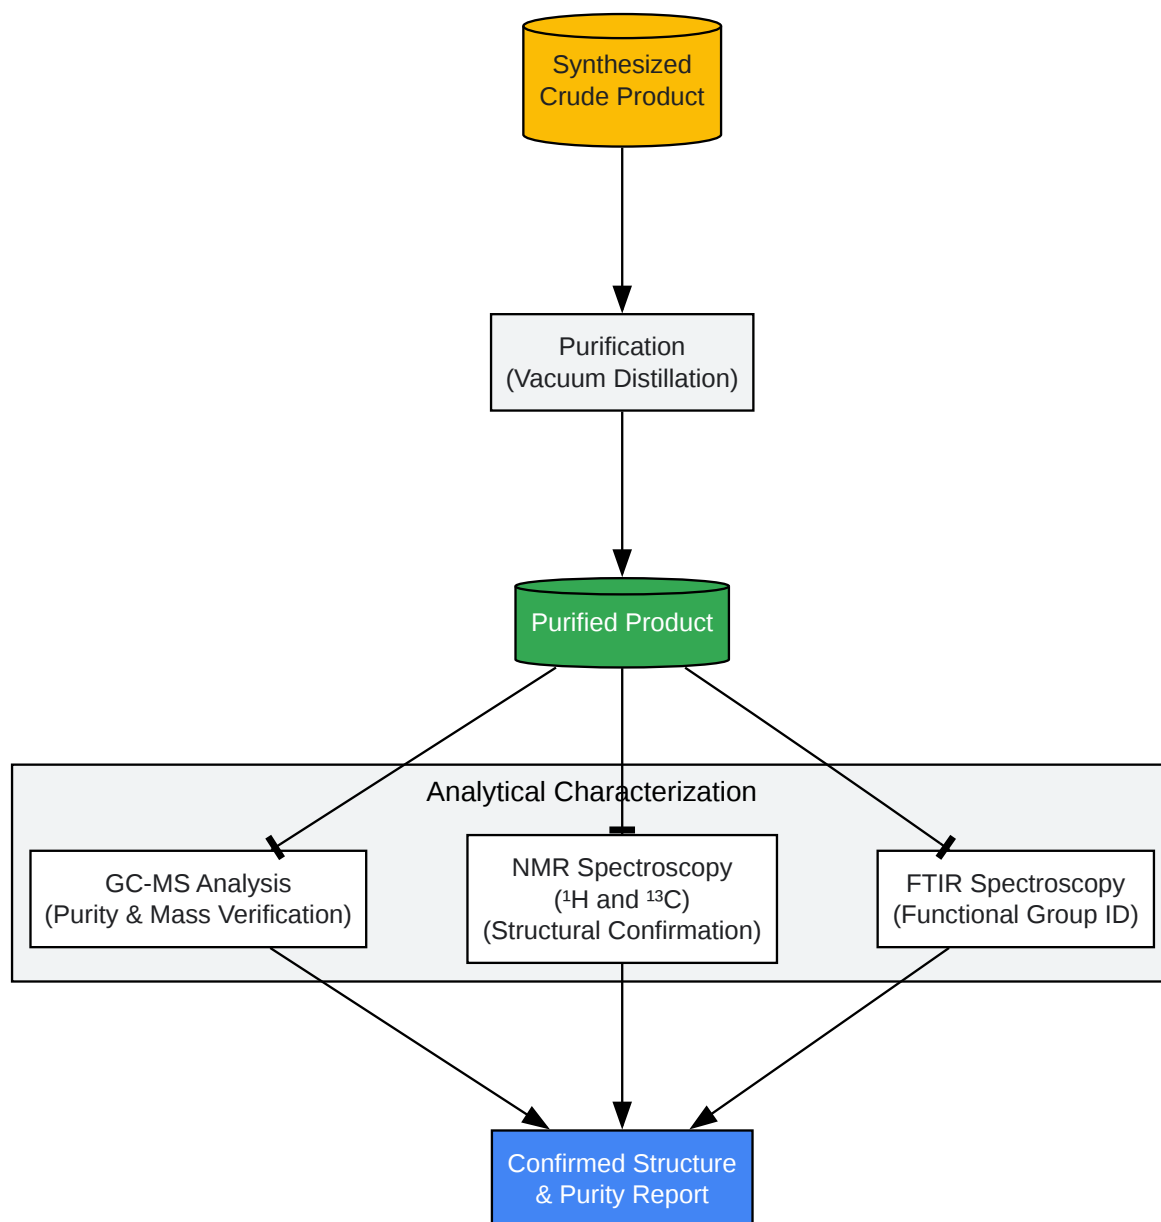 Synthesized
Crude Product
Purification
(Vacuum Distillation)
Purified Product
Analytical Characterization
GC-MS Analysis
(Purity & Mass Verification)
NMR Spectroscopy
(¹H and ¹³C)
(Structural Confirmation)
FTIR Spectroscopy
(Functional Group ID)
Confirmed Structure
& Purity Report